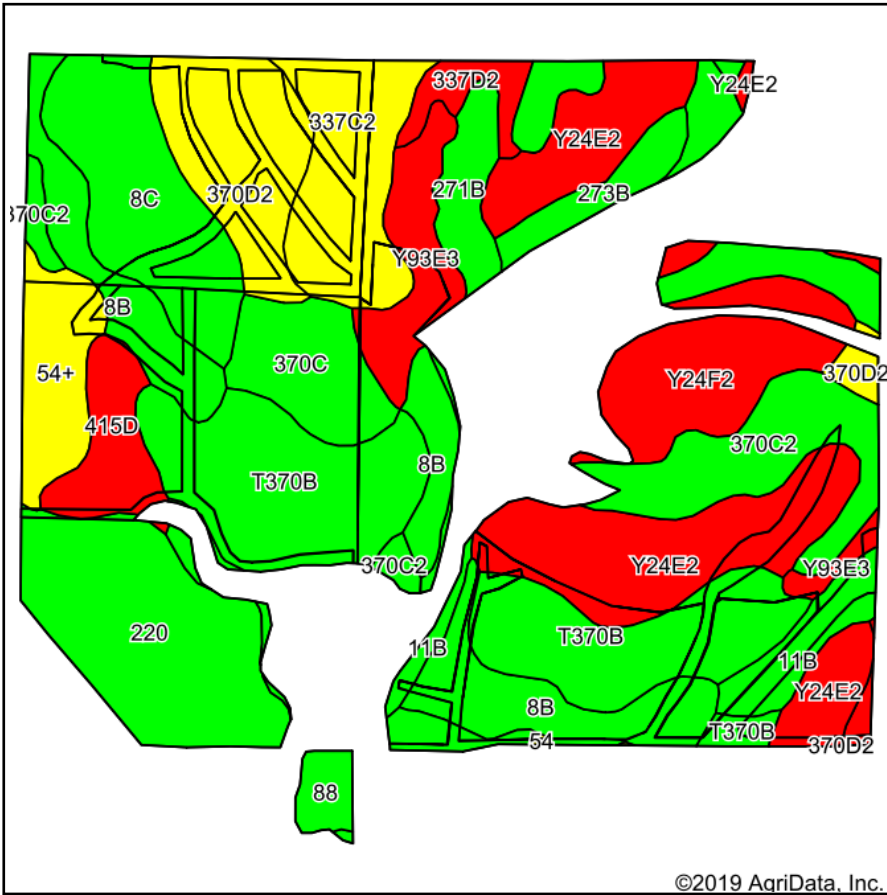 337D2
Y24E2
337C2
Y24E2
8C
370D2
271B
273B
370C2
Y93E3
8B
370C
54+
Y24F2
370D2
415D
370C2
8B
T370B
370C2
Y24E2
Y93E3
220
11B
T370B
11B
Y24E2
8B
T370B
54
370D2
88
©2019 AgriData, Inc.